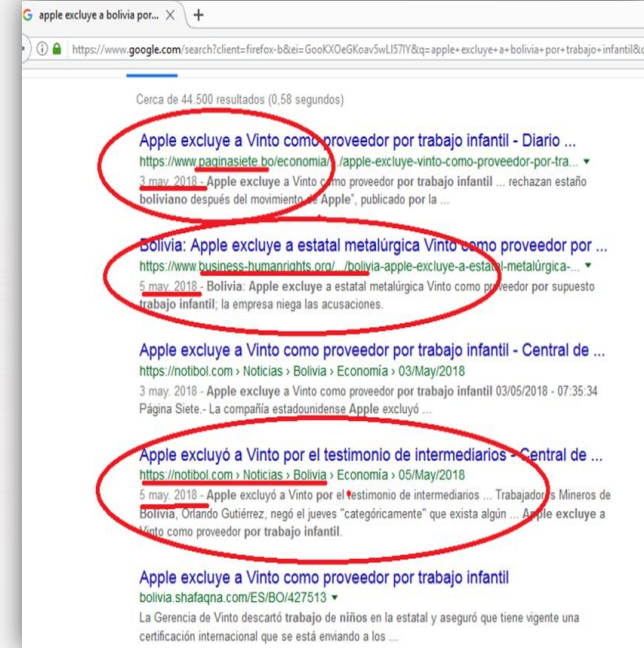 apple excluye a bolivia por...
https://www.google.com/search?client=firefox-b&ei=GooKXOeGKoav5wLI57IY&q=apple+excluye+a+bolivia+por+trabajo+infantil&
Cerca de 44.500 resultados (0,58 segundos)
Apple excluye a Vinto como proveedor por trabajo infantil - Diario ...
https://www.paginasiete.bo/economia/.../apple-excluye-vinto-como-proveedor-por-tra...
3 may. 2018 - Apple excluye a Vinto como proveedor por trabajo infantil ... rechazan estaño
boliviano después del movimiento de Apple", publicado por la ...
Bolivia: Apple excluye a estatal metalúrgica Vinto como proveedor por ...
https://www.business-humanrights.org/.../bolivia-apple-excluye-a-estatal-metalúrgica-...
5 may. 2018 - Bolivia: Apple excluye a estatal metalúrgica Vinto como proveedor por supuesto
trabajo infantil; la empresa niega las acusaciones.
Apple excluye a Vinto como proveedor por trabajo infantil - Central de ...
https://notibol.com › Noticias › Bolivia › Economía › 03/May/2018
3 may. 2018 - Apple excluye a Vinto como proveedor por trabajo infantil 03/05/2018 - 07:35:34
Página Siete.- La compañía estadounidense Apple excluyó ...
Apple excluyó a Vinto por el testimonio de intermediarios - Central de ...
https://notibol.com › Noticias › Bolivia › Economía › 05/May/2018
5 may. 2018 - Apple excluyó a Vinto por el testimonio de intermediarios ... Trabajadores Mineros de
Bolivia, Orlando Gutiérrez, negó el jueves "categóricamente" que exista algún ... Apple excluye a
Vinto como proveedor por trabajo infantil.
Apple excluye a Vinto como proveedor por trabajo infantil
bolivia.shafaqna.com/ES/BO/427513
La Gerencia de Vinto descartó trabajo de niños en la estatal y aseguró que tiene vigente una
certificación internacional que se está enviando a los ...